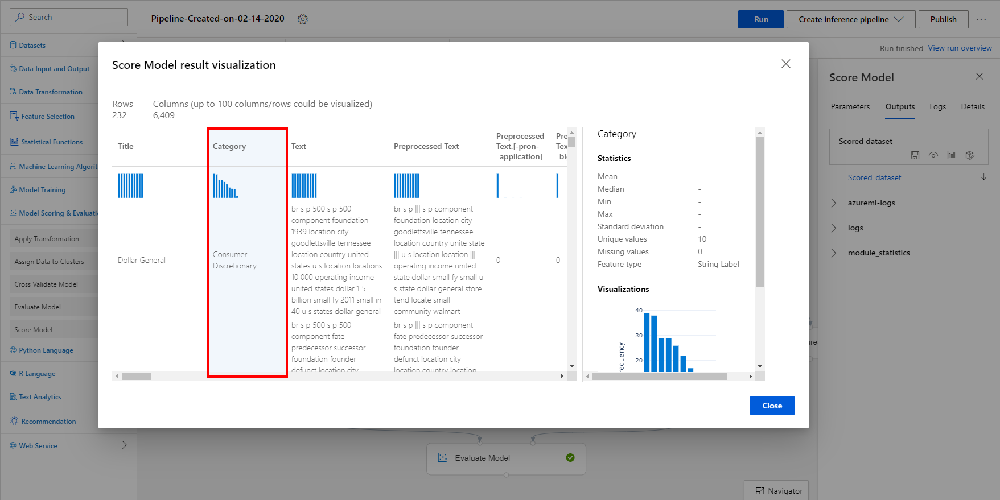 Search
Pipeline-Created-on-02-14-2020
Run
Create inference pipeline
Publish
Run finished
View run overview
Datasets
Data Input and Output
Data Transformation
Feature Selection
Statistical Functions
Machine Learning Algorit
Model Training
Model Scoring & Evaluatio
Apply Transformation
Assign Data to Clusters
Cross Validate Model
Evaluate Model
Score Model
Python Language
R Language
Text Analytics
Recommendation
Web Service
Score Model result visualization
Rows
232
Columns (up to 100 columns/rows could be visualized)
6,409
Title
Category
Text
Preprocessed Text
Preprocessed
Text.[-pron-
_application]
Pre
Tex
_bi
Dollar General
Consumer
Discretionary
br s p 500 s p 500
component foundation
1939 location city
goodlettsville tennessee
location country united
states u s location locations
10 000 operating income
united states dollar 1 5
billion small fy 2011 small in
40 u s states dollar general
br s p ||| s p component
foundation location city
goodlettsville tennessee
location country unite state
||| u s location location |||
operating income united
state dollar small fy small u
s state dollar general store
tend locate small
community walmart
0
0
br s p 500 s p 500
component fate
predecessor successor
foundation founder
defunct location city
br s p ||| s p component
fate predecessor successor
foundation founder
defunct location city
location country location
Category
Statistics
Mean -
Median -
Min -
Max -
Standard deviation -
Unique values 10
Missing values 0
Feature type String Label
Visualizations
40
30
20
requency
Close
Score Model
Parameters
Outputs
Logs
Details
Scored dataset
Scored_dataset
azureml-logs
logs
module_statistics
ure
Evaluate Model
Navigator